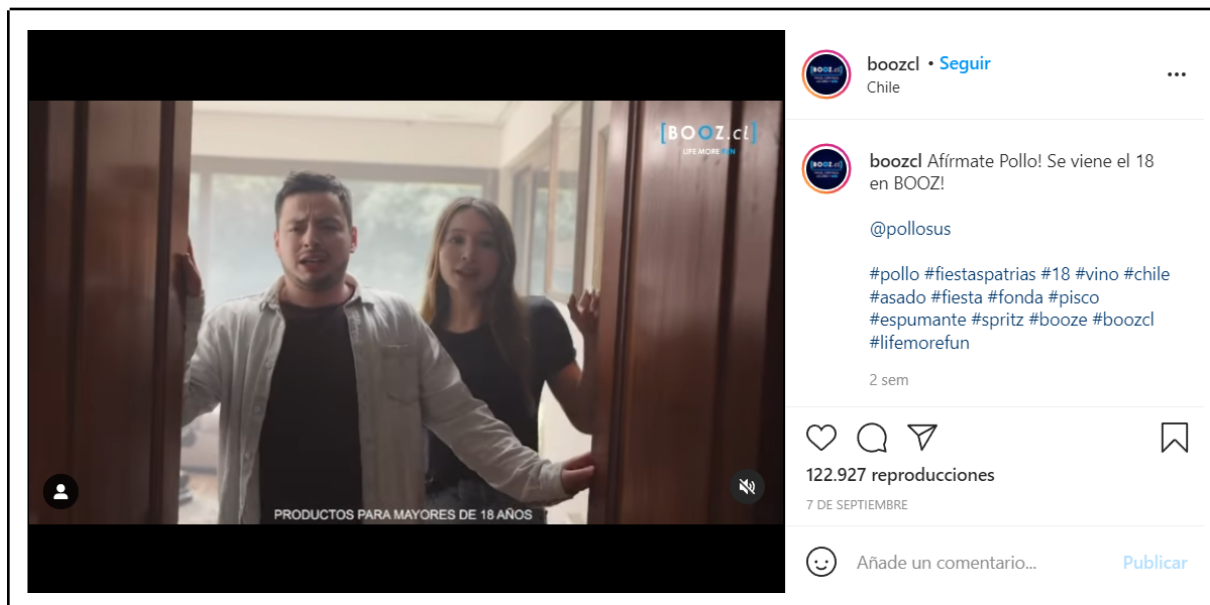 [BOOZ.cl]
LIFE MORE FUN
PRODUCTOS PARA MAYORES DE 18 AÑOS
boozcl • Seguir
Chile
boozcl Afírmate Pollo! Se viene el 18
en BOOZ!
@pollosus
#pollo #fiestaspatrias #18 #vino #chile
#asado #fiesta #fonda #pisco
#espumante #spritz #booze #boozcl
#lifemorefun
2 sem
122.927 reproducciones
7 DE SEPTIEMBRE
Añade un comentario... Publicar